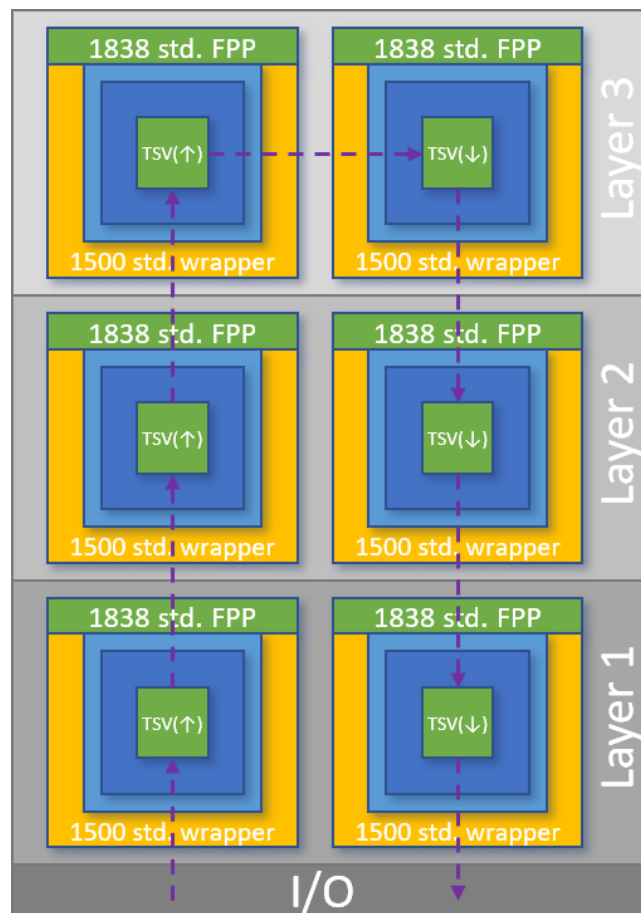 1838 std. FPP
1838 std. FPP
TSV(↑)
TSV(↓)
1500 std. wrapper
1500 std. wrapper
Layer 3
1838 std. FPP
1838 std. FPP
TSV(↑)
TSV(↓)
1500 std. wrapper
1500 std. wrapper
Layer 2
1838 std. FPP
1838 std. FPP
TSV(↑)
TSV(↓)
1500 std. wrapper
1500 std. wrapper
Layer 1
I/O